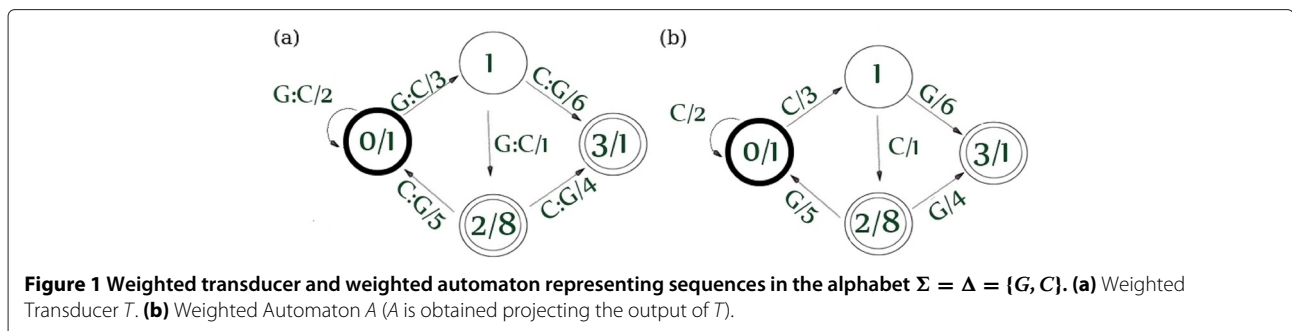 (a)
G:C/2
G:C/3
1
C:G/6
0/1
G:C/1
3/1
C:G/5
2/8
C:G/4
(b)
C/2
C/3
1
G/6
0/1
C/1
3/1
G/5
2/8
G/4
Figure 1 Weighted transducer and weighted automaton representing sequences in the alphabet Σ = Δ = {G, C}. (a) Weighted
Transducer T. (b) Weighted Automaton A (A is obtained projecting the output of T).